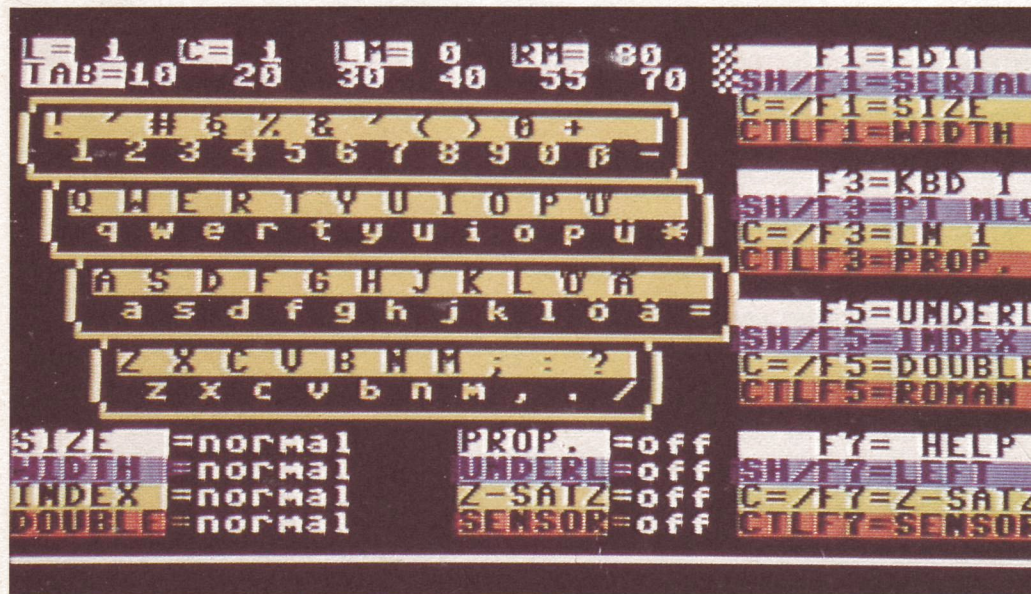 L= 1 C= 1 LM= 0 RM= 80
TAB=10 20 30 40 55 70
! ´ # § % & ´ ( ) 0 +
1 2 3 4 5 6 7 8 9 0 β -
Q W E R T Y U I O P Ü
q w e r t y u i o p ü *
A S D F G H J K L Ö Ä
a s d f g h j k l ö ä =
Z X C V B N M ; : ?
z x c v b n m , . /
SIZE =normal
WIDTH =normal
INDEX =normal
DOUBLE=normal
PROP. =off
UNDERL=off
Z-SATZ=off
SENSOR=off
F1=EDIT
SH/F1=SERIAL
C=/F1=SIZE
CTLF1=WIDTH
F3=KBD 1
SH/F3=PT
C=/F3=LM 1
CTLF3=PROP.
F5=UNDERL
SH/F5=INDEX
C=/F5=DOUBLE
CTLF5=ROMAN
F7= HELP
SH/F7=LEFT
C=/F7=Z-SATZ
CTLF7=SENSOR